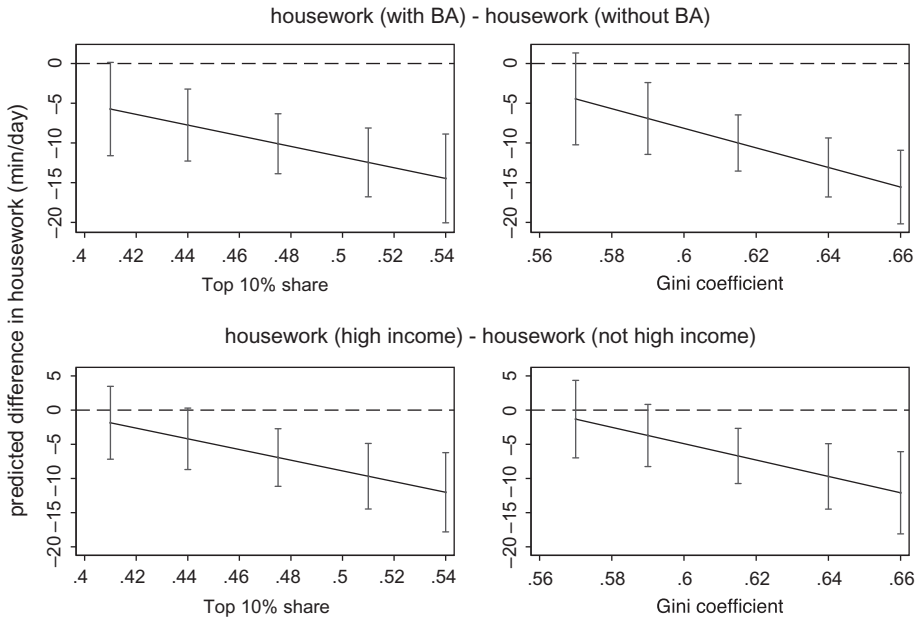 housework (with BA) - housework (without BA)
predicted difference in housework (min/day)
0
−5
−10
−15
−20
.4 .42 .44 .46 .48 .5 .52 .54
Top 10% share
0
−5
−10
−15
−20
.56 .58 .6 .62 .64 .66
Gini coefficient
housework (high income) - housework (not high income)
5
0
−5
−10
−15
−20
.4 .42 .44 .46 .48 .5 .52 .54
Top 10% share
5
0
−5
−10
−15
−20
.56 .58 .6 .62 .64 .66
Gini coefficient